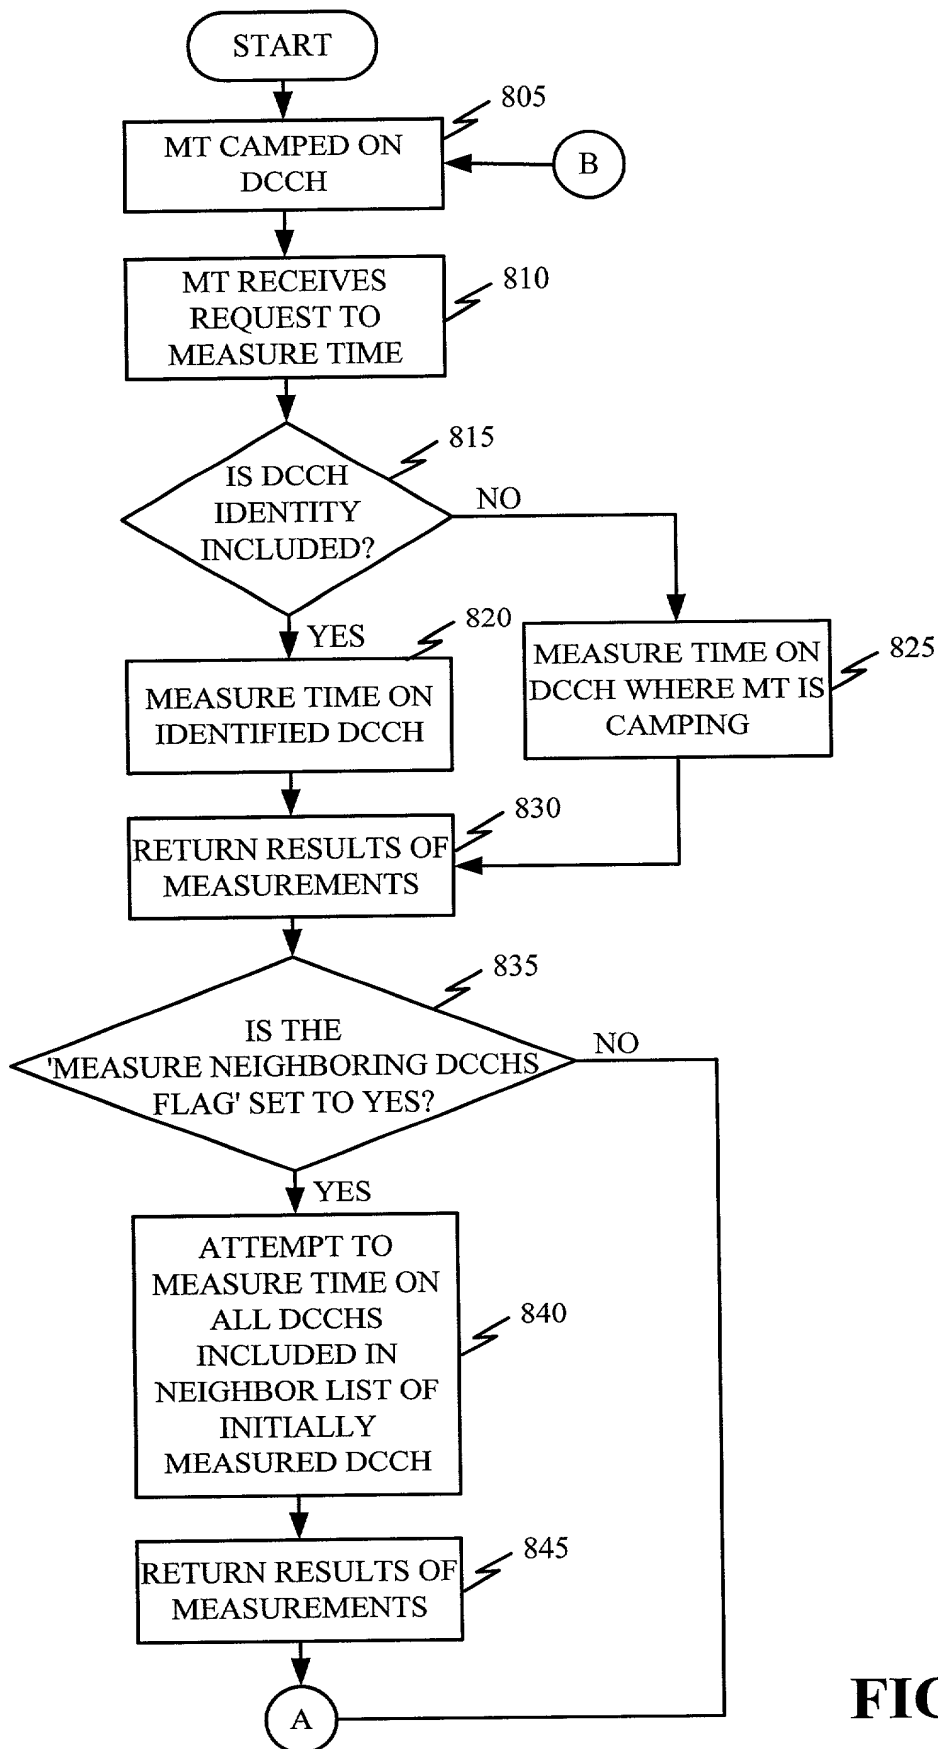 START
805
MT CAMPED ON
DCCH
B
MT RECEIVES
REQUEST TO
MEASURE TIME
810
815
IS DCCH
IDENTITY
INCLUDED?
NO
YES
820
MEASURE TIME ON
IDENTIFIED DCCH
MEASURE TIME ON
DCCH WHERE MT IS
CAMPING
825
830
RETURN RESULTS OF
MEASUREMENTS
835
IS THE
'MEASURE NEIGHBORING DCCHS
FLAG' SET TO YES?
NO
YES
ATTEMPT TO
MEASURE TIME ON
ALL DCCHS
INCLUDED IN
NEIGHBOR LIST OF
INITIALLY
MEASURED DCCH
840
845
RETURN RESULTS OF
MEASUREMENTS
A
FIG